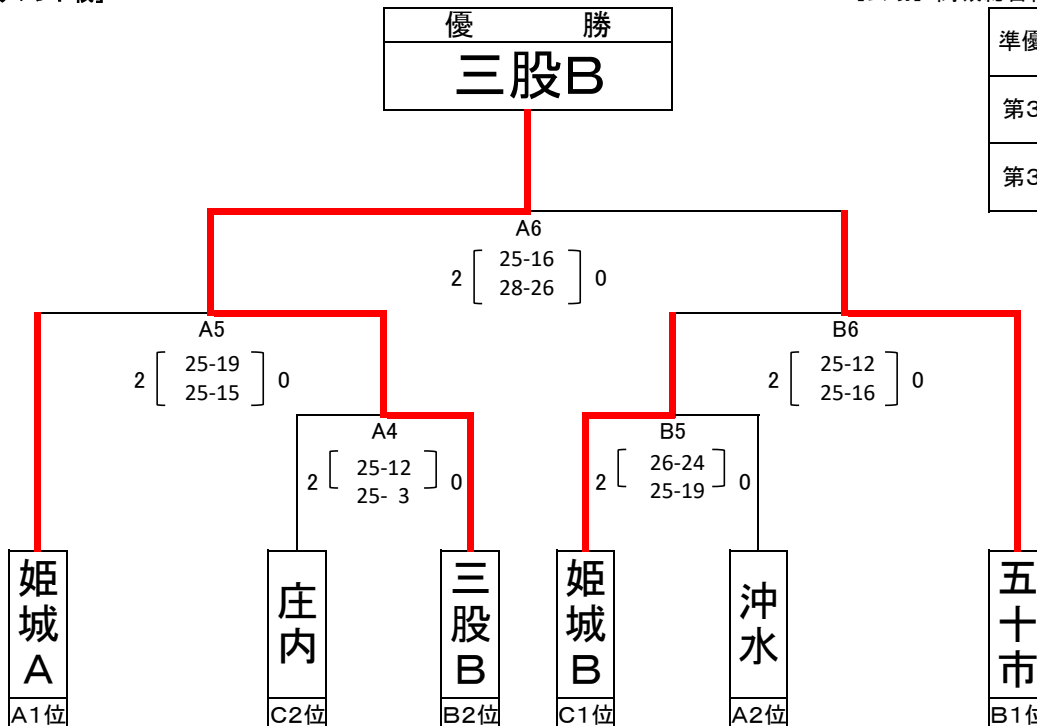 優勝
三股B
準優
第3
第3
A6
2 25-16 0
28-26
A5
2 25-19 0
25-15
B6
2 25-12 0
25-16
A4
2 25-12 0
25- 3
B5
2 26-24 0
25-19
姫城A
庄内
三股B
姫城B
沖水
五十市
A1位
C2位
B2位
C1位
A2位
B1位